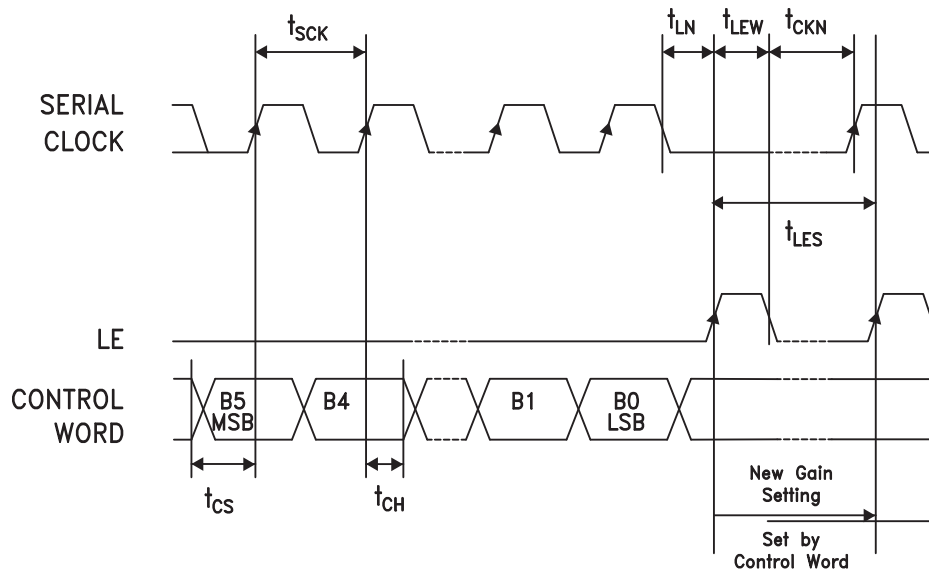 tSCK
tLN
tLEW
tCKN
SERIAL
CLOCK
tLES
LE
CONTROL
WORD
B5
MSB
B4
B1
B0
LSB
tCS
tCH
New Gain
Setting
Set by
Control Word